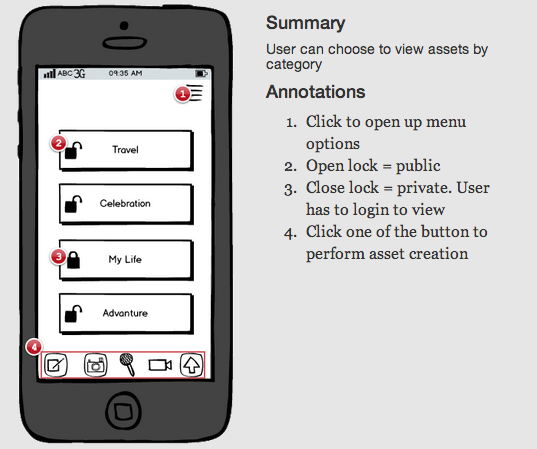 ABC 3G 09:35 AM
1
2 Travel
Celebration
3 My Life
Advanture
4
Summary
User can choose to view assets by
category
Annotations
1. Click to open up menu
options
2. Open lock = public
3. Close lock = private. User
has to login to view
4. Click one of the button to
perform asset creation